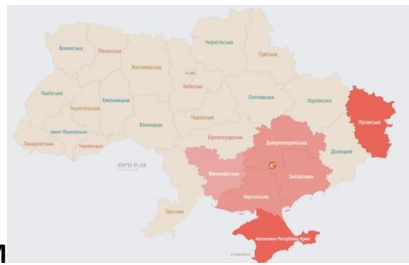 Чернігівська
Волинська
Рівненська
Сумська
Житомирська
Київська
Львівська
Полтавська
Харківська
Тернопільська
Хмельницька
Луганська
Черкаська
Івано-Франківська
Вінницька
Кіровоградська
Дніпропетровська
Закарпатська
Чернівецька
Донецька
alerts.in.ua
Миколаївська
Запорізька
Херсонська
Одеська
Автономна Республіка Крим